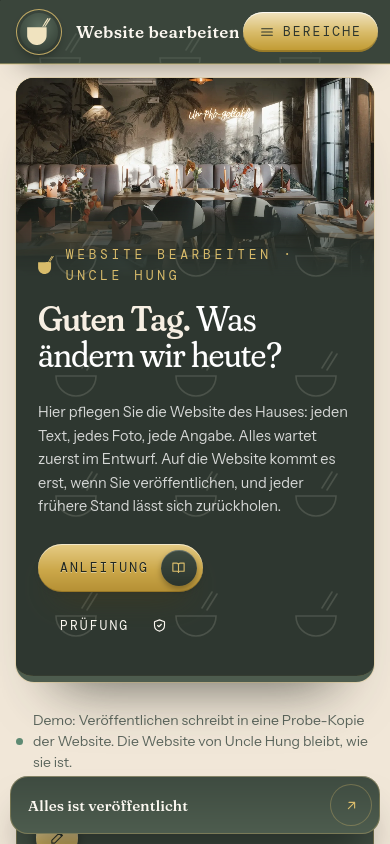 Website bearbeiten
BEREICHE
WEBSITE BEARBEITEN ·
UNCLE HUNG
Guten Tag. Was
ändern wir heute?
Hier pflegen Sie die Website des Hauses: jeden
Text, jedes Foto, jede Angabe. Alles wartet
zuerst im Entwurf. Auf die Website kommt es
erst, wenn Sie veröffentlichen, und jeder
frühere Stand lässt sich zurückholen.
ANLEITUNG
PRÜFUNG
Demo: Veröffentlichen schreibt in eine Probe-Kopie
der Website. Die Website von Uncle Hung bleibt, wie
sie ist.
Alles ist veröffentlicht